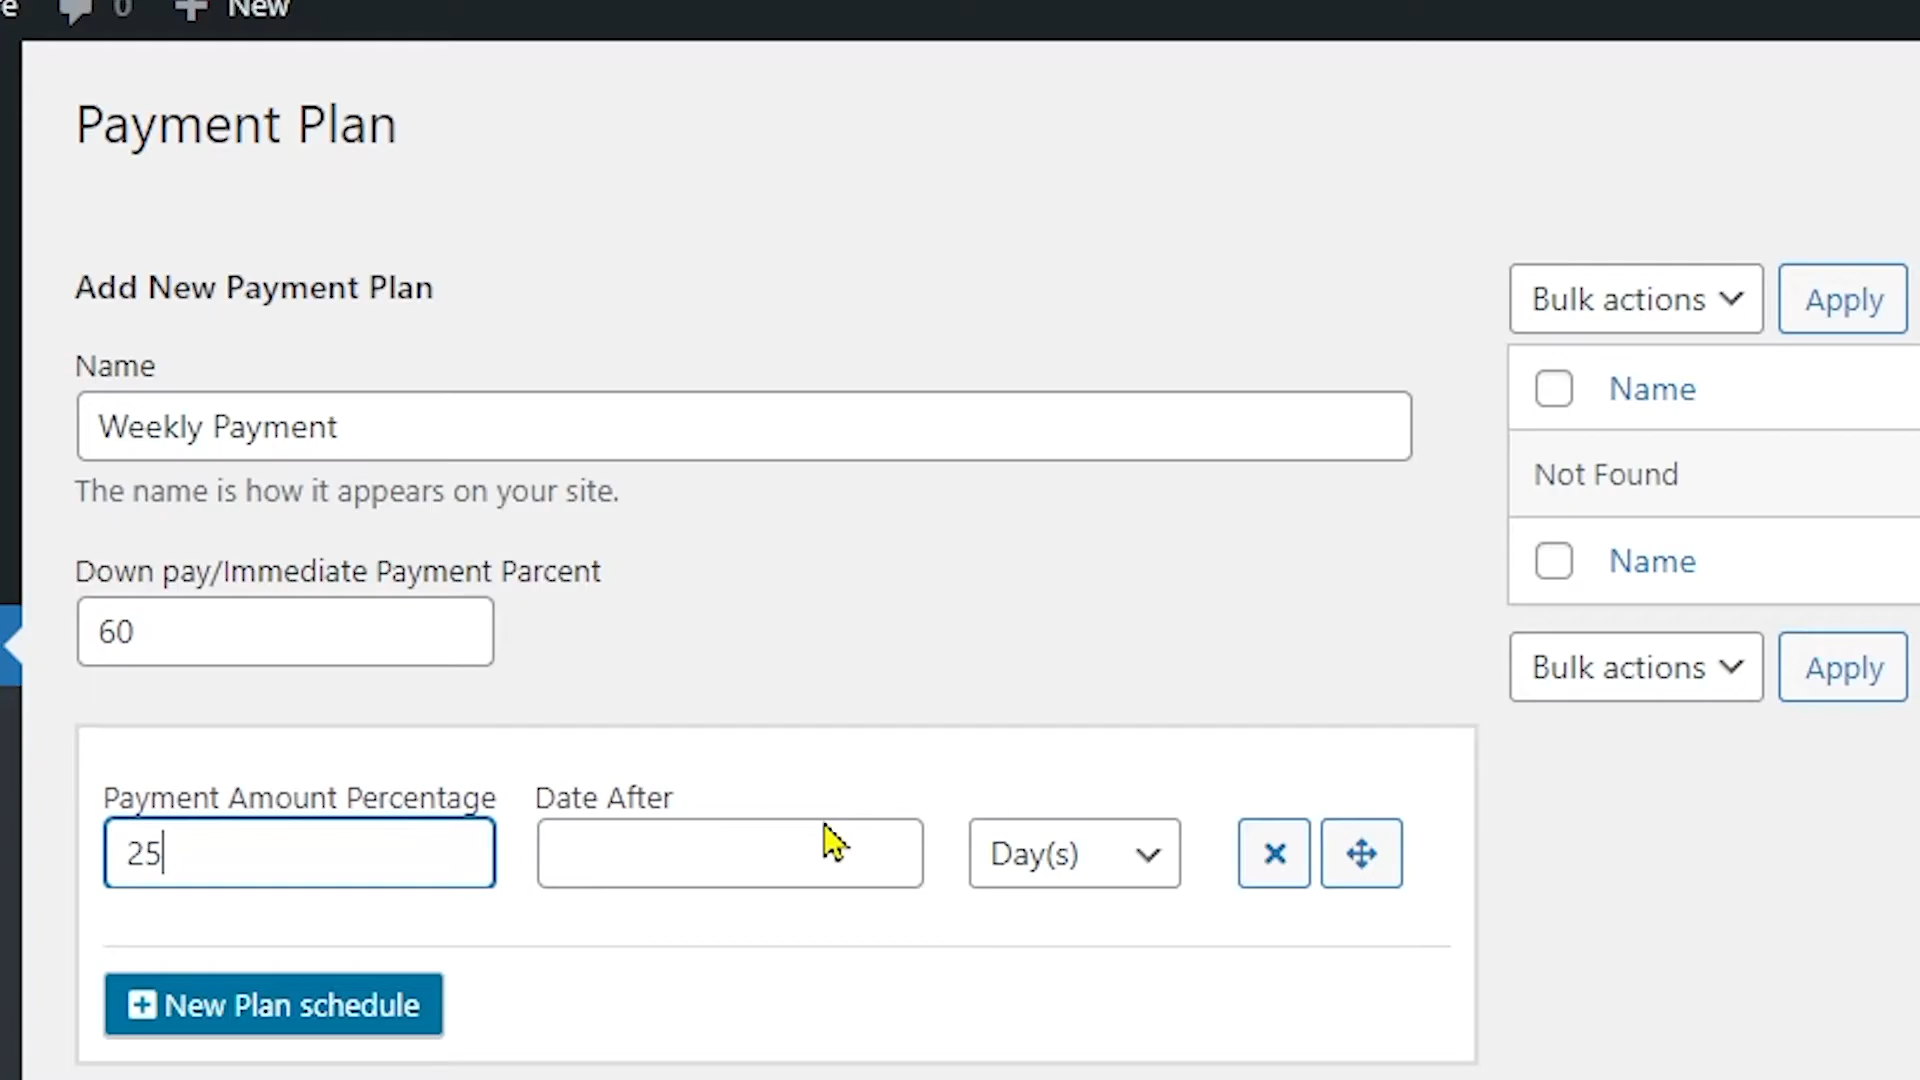 e 0 New
Payment Plan
Add New Payment Plan
Name
Weekly Payment
The name is how it appears on your site.
Down pay/Immediate Payment Parcent
60
Payment Amount Percentage Date After
25 Day(s)
New Plan schedule
Bulk actions Apply
Name
Not Found
Name
Bulk actions Apply